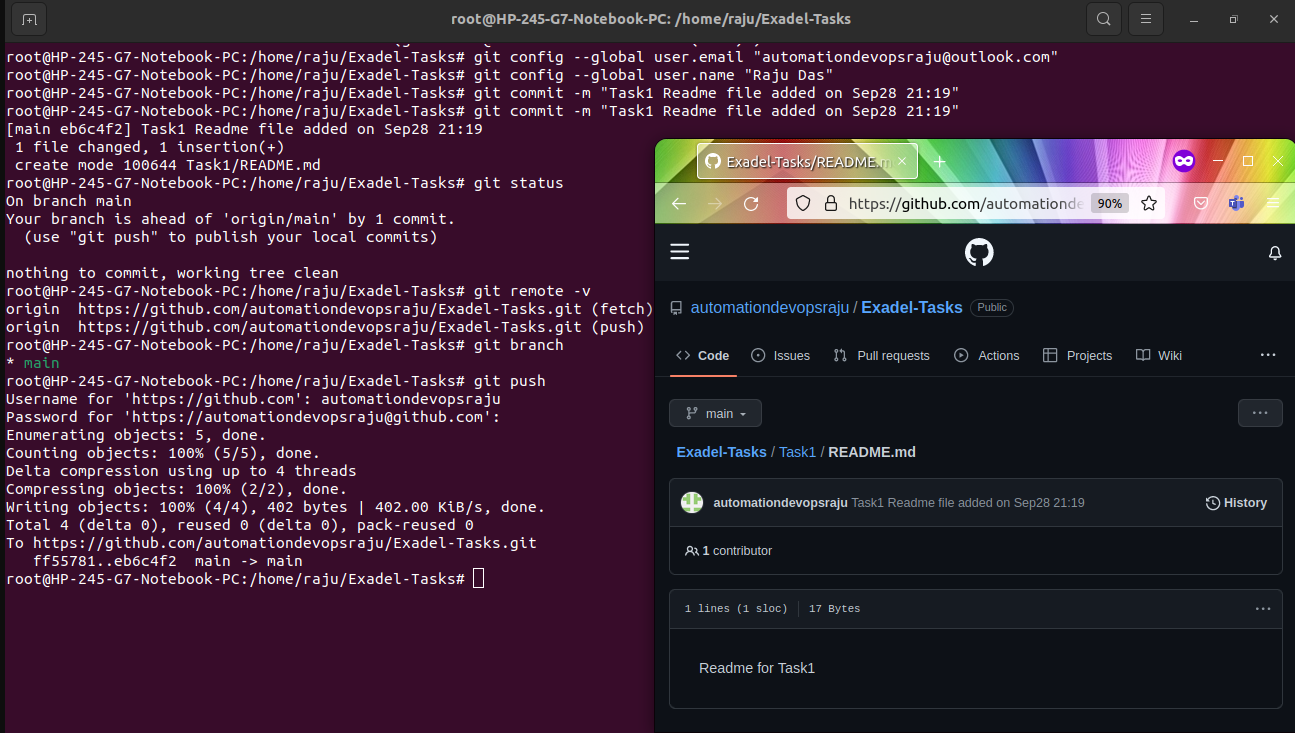 root@HP-245-G7-Notebook-PC: /home/raju/Exadel-Tasks
root@HP-245-G7-Notebook-PC:/home/raju/Exadel-Tasks# git config --global user.email "automationdevopsraju@outlook.com"
root@HP-245-G7-Notebook-PC:/home/raju/Exadel-Tasks# git config --global user.name "Raju Das"
root@HP-245-G7-Notebook-PC:/home/raju/Exadel-Tasks# git commit -m "Task1 Readme file added on Sep28 21:19"
root@HP-245-G7-Notebook-PC:/home/raju/Exadel-Tasks# git commit -m "Task1 Readme file added on Sep28 21:19"
[main eb6c4f2] Task1 Readme file added on Sep28 21:19
1 file changed, 1 insertion(+)
create mode 100644 Task1/README.md
root@HP-245-G7-Notebook-PC:/home/raju/Exadel-Tasks# git status
On branch main
Your branch is ahead of 'origin/main' by 1 commit.
(use "git push" to publish your local commits)
nothing to commit, working tree clean
root@HP-245-G7-Notebook-PC:/home/raju/Exadel-Tasks# git remote -v
origin  https://github.com/automationdevopsraju/Exadel-Tasks.git (fetch)
origin  https://github.com/automationdevopsraju/Exadel-Tasks.git (push)
root@HP-245-G7-Notebook-PC:/home/raju/Exadel-Tasks# git branch
* main
root@HP-245-G7-Notebook-PC:/home/raju/Exadel-Tasks# git push
Username for 'https://github.com': automationdevopsraju
Password for 'https://automationdevopsraju@github.com':
Enumerating objects: 5, done.
Counting objects: 100% (5/5), done.
Delta compression using up to 4 threads
Compressing objects: 100% (2/2), done.
Writing objects: 100% (4/4), 402 bytes | 402.00 KiB/s, done.
Total 4 (delta 0), reused 0 (delta 0), pack-reused 0
To https://github.com/automationdevopsraju/Exadel-Tasks.git
ff55781..eb6c4f2  main -> main
root@HP-245-G7-Notebook-PC:/home/raju/Exadel-Tasks#
Exadel-Tasks/README.m
https://github.com/automationde 90%
automationdevopsraju / Exadel-Tasks Public
Code Issues Pull requests Actions Projects Wiki
main
Exadel-Tasks / Task1 / README.md
automationdevopsraju Task1 Readme file added on Sep28 21:19 History
1 contributor
1 lines (1 sloc) 17 Bytes
Readme for Task1